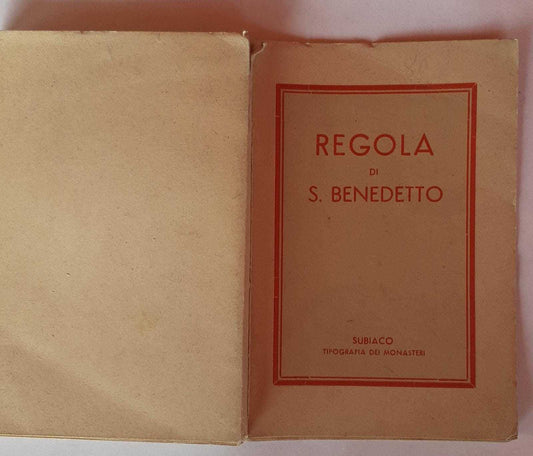 REGOLA
DI
S. BENEDETTO
SUBIACO
TIPOGRAFIA DEI MONASTERI